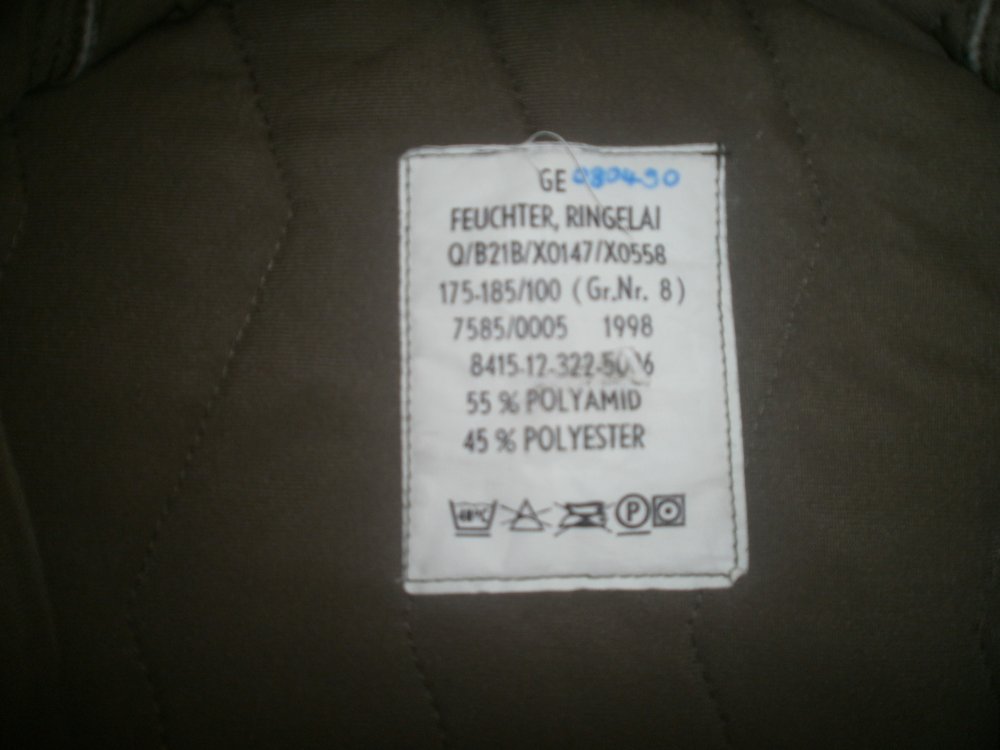 GE 080490
FEUCHTER, RINGELAI
Q/B21B/X0147/X0558
175-185/100 (Gr.Nr. 8)
7585/0005 1998
55 % POLYAMID
45 % POLYESTER
P